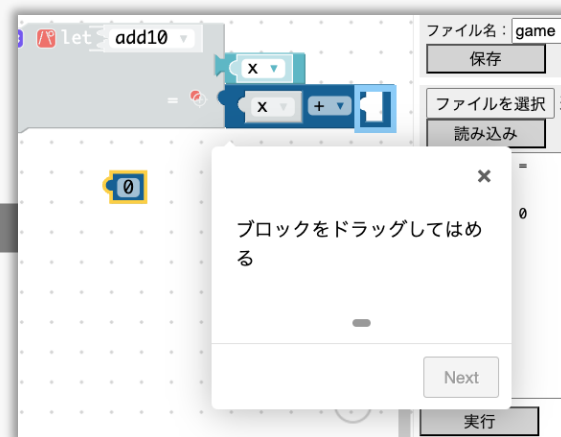 let add10
x
= x +
0
ファイル名：game
保存
ファイルを選択
読み込み
=
0
×
ブロックをドラッグしてはめ
る
Next
実行